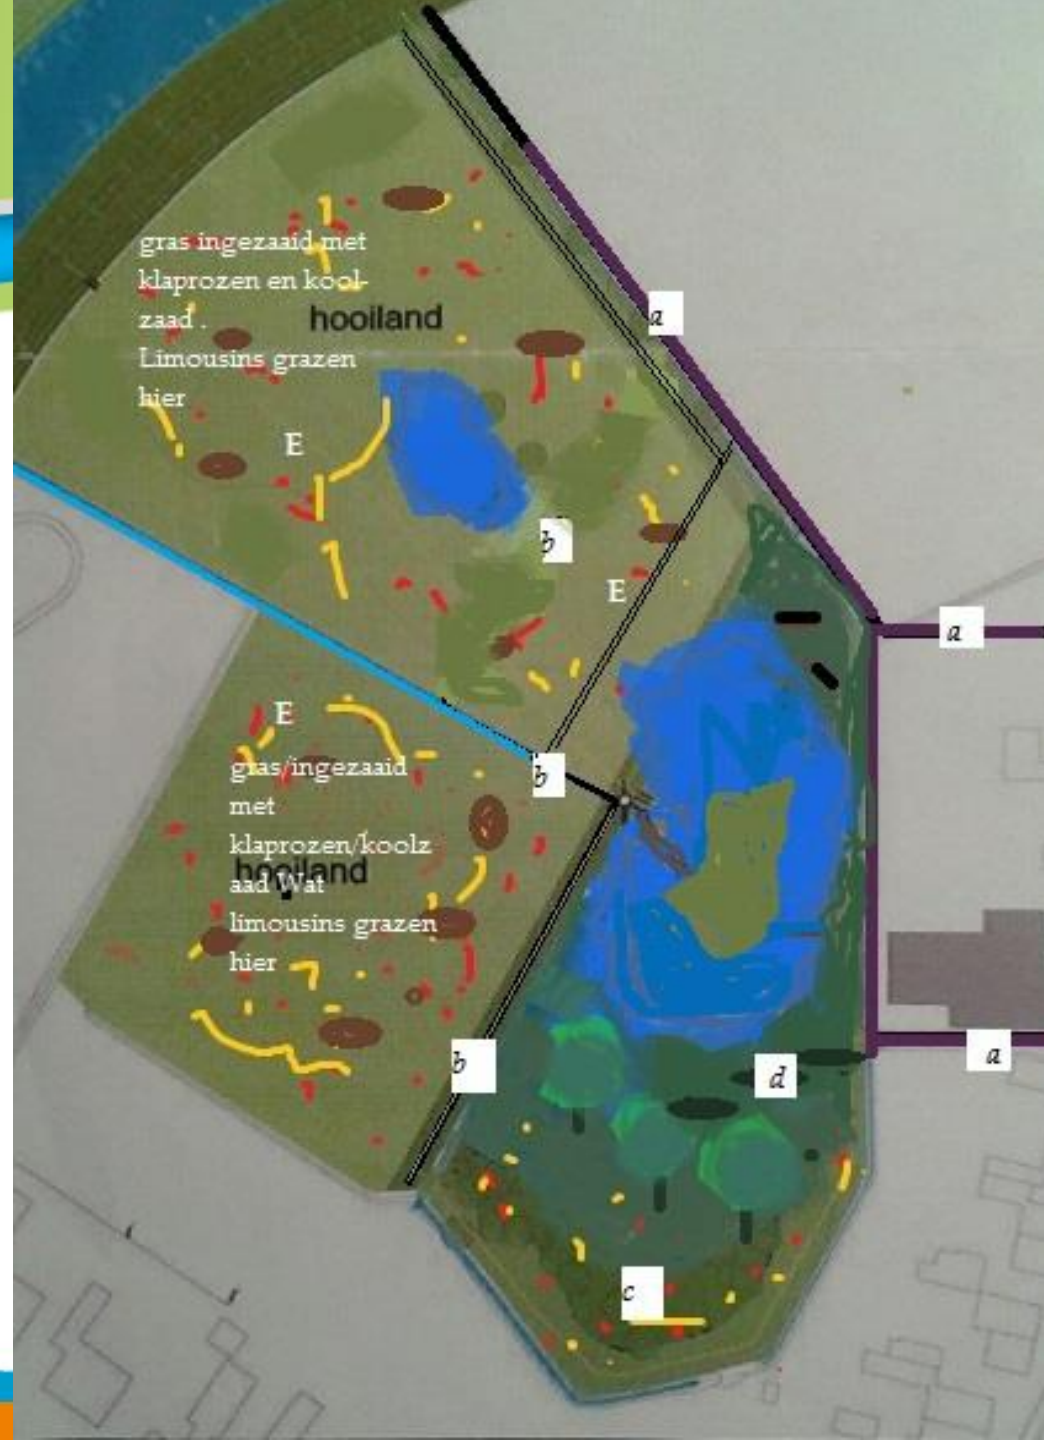 gras ingezaaid met
klaprozen en kool-
zaad .
Limousins grazen
hier
hooiland
a
E
b
E
a
E
b
gras/ingezaaid
met
klaprozen/koolz
aad Wat
limousins grazen
hier
hooiland
b
a
d
c